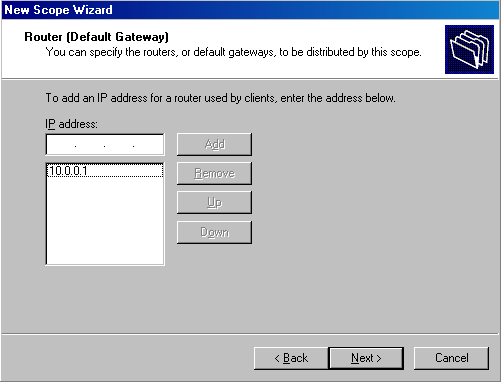 New Scope Wizard
Router (Default Gateway)
You can specify the routers, or default gateways, to be distributed by this scope.
To add an IP address for a router used by clients, enter the address below.
IP address:
. . .
Add
10.0.0.1
Remove
Up
Down
< Back
Next >
Cancel